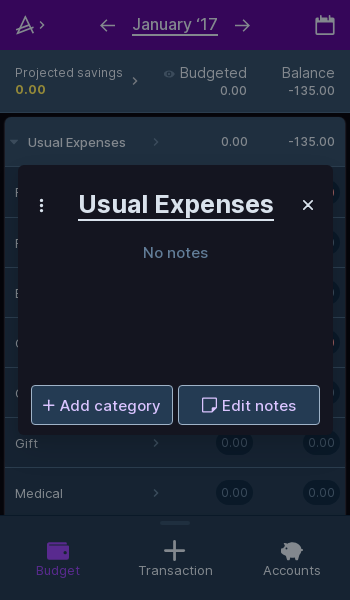 January ‘17
Projected savings
0.00
Budgeted
0.00
Balance
-135.00
Usual Expenses
0.00
-135.00
Usual Expenses
No notes
Add category
Edit notes
Gift
0.00
0.00
Medical
0.00
0.00
Budget
Transaction
Accounts